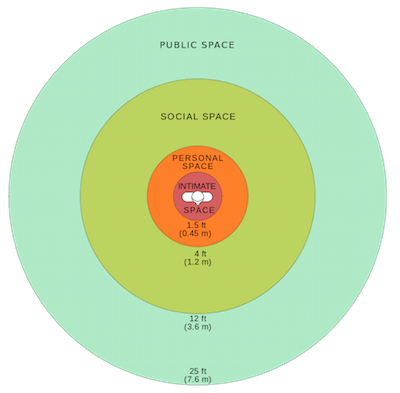 PUBLIC SPACE
SOCIAL SPACE
PERSONAL
SPACE
INTIMATE
SPACE
1.5 ft
(0.45 m)
4 ft
(1.2 m)
12 ft
(3.6 m)
25 ft
(7.6 m)